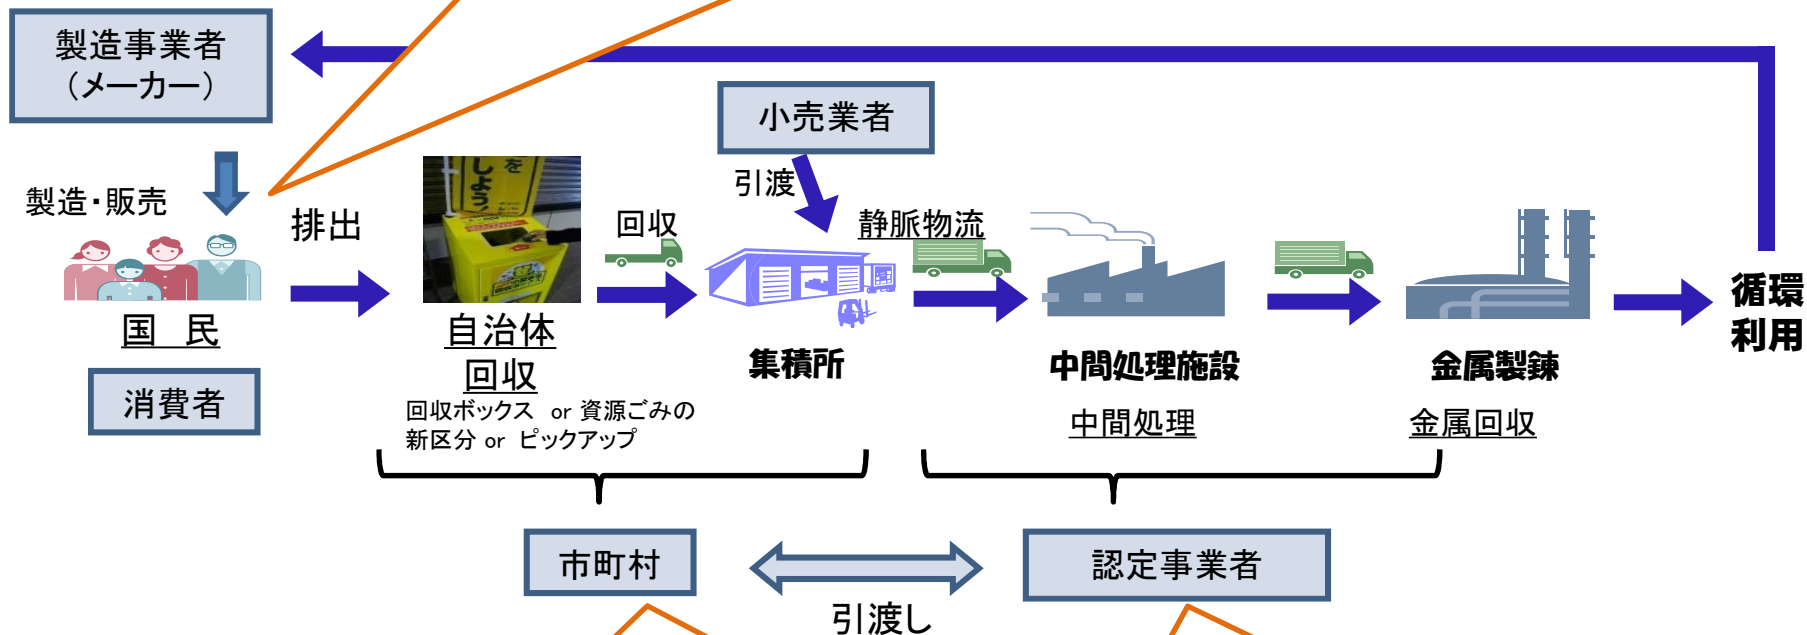 製造事業者
（メーカー）
小売業者
引渡
製造・販売
排出
を
しよう
回収
静脈物流
国　民
消費者
自治体
回収
回収ボックス or 資源ごみの
新区分 or ピックアップ
集積所
中間処理施設
中間処理
金属製錬
金属回収
循環
利用
市町村
引渡し
認定事業者